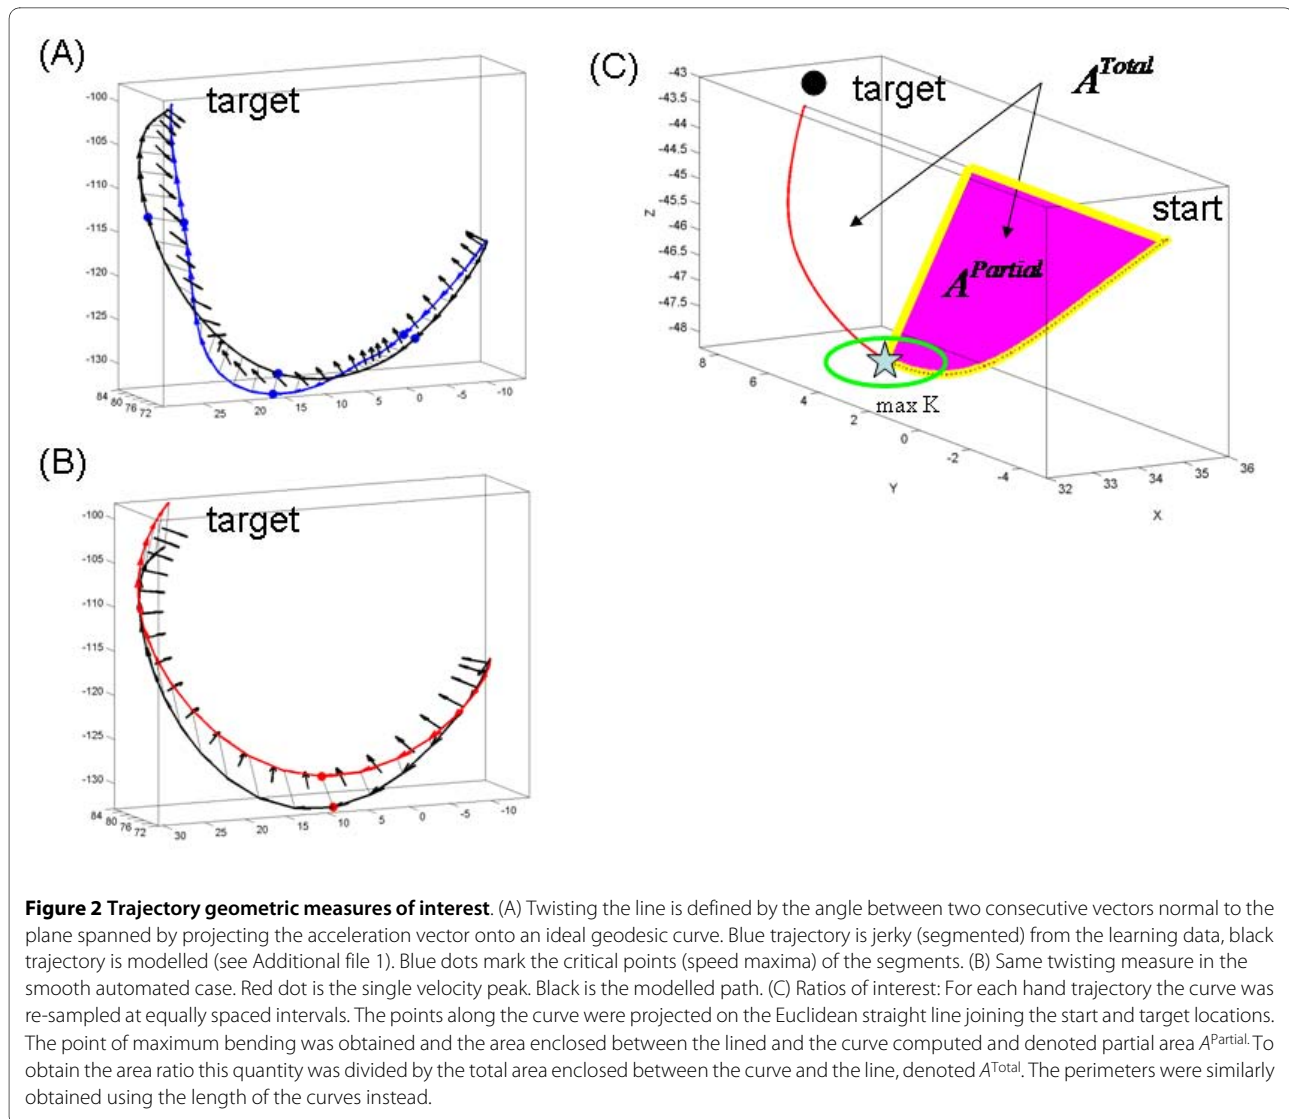 (A)
target
-100
-105
-110
-115
-120
-125
-130
84 80 76 72
25 20 15 10 5 0 -5 -10
(B)
target
-100
-105
-110
-115
-120
-125
-130
84 80 76 72
30 25 20 15 10 5 0 -5 -10
(C)
target
A^Total
start
A^Partial
max K
-43
-43.5
-44
-44.5
-45
-45.5
-46
-46.5
-47
-47.5
-48
Z
8 6 4 2 0 -2 -4
Y
32 33 34 35 36
X
Figure 2 Trajectory geometric measures of interest. (A) Twisting the line is defined by the angle between two consecutive vectors normal to the
plane spanned by projecting the acceleration vector onto an ideal geodesic curve. Blue trajectory is jerky (segmented) from the learning data, black
trajectory is modelled (see Additional file 1). Blue dots mark the critical points (speed maxima) of the segments. (B) Same twisting measure in the
smooth automated case. Red dot is the single velocity peak. Black is the modelled path. (C) Ratios of interest: For each hand trajectory the curve was
re-sampled at equally spaced intervals. The points along the curve were projected on the Euclidean straight line joining the start and target locations.
The point of maximum bending was obtained and the area enclosed between the lined and the curve computed and denoted partial area A^Partial. To
obtain the area ratio this quantity was divided by the total area enclosed between the curve and the line, denoted A^Total. The perimeters were similarly
obtained using the length of the curves instead.